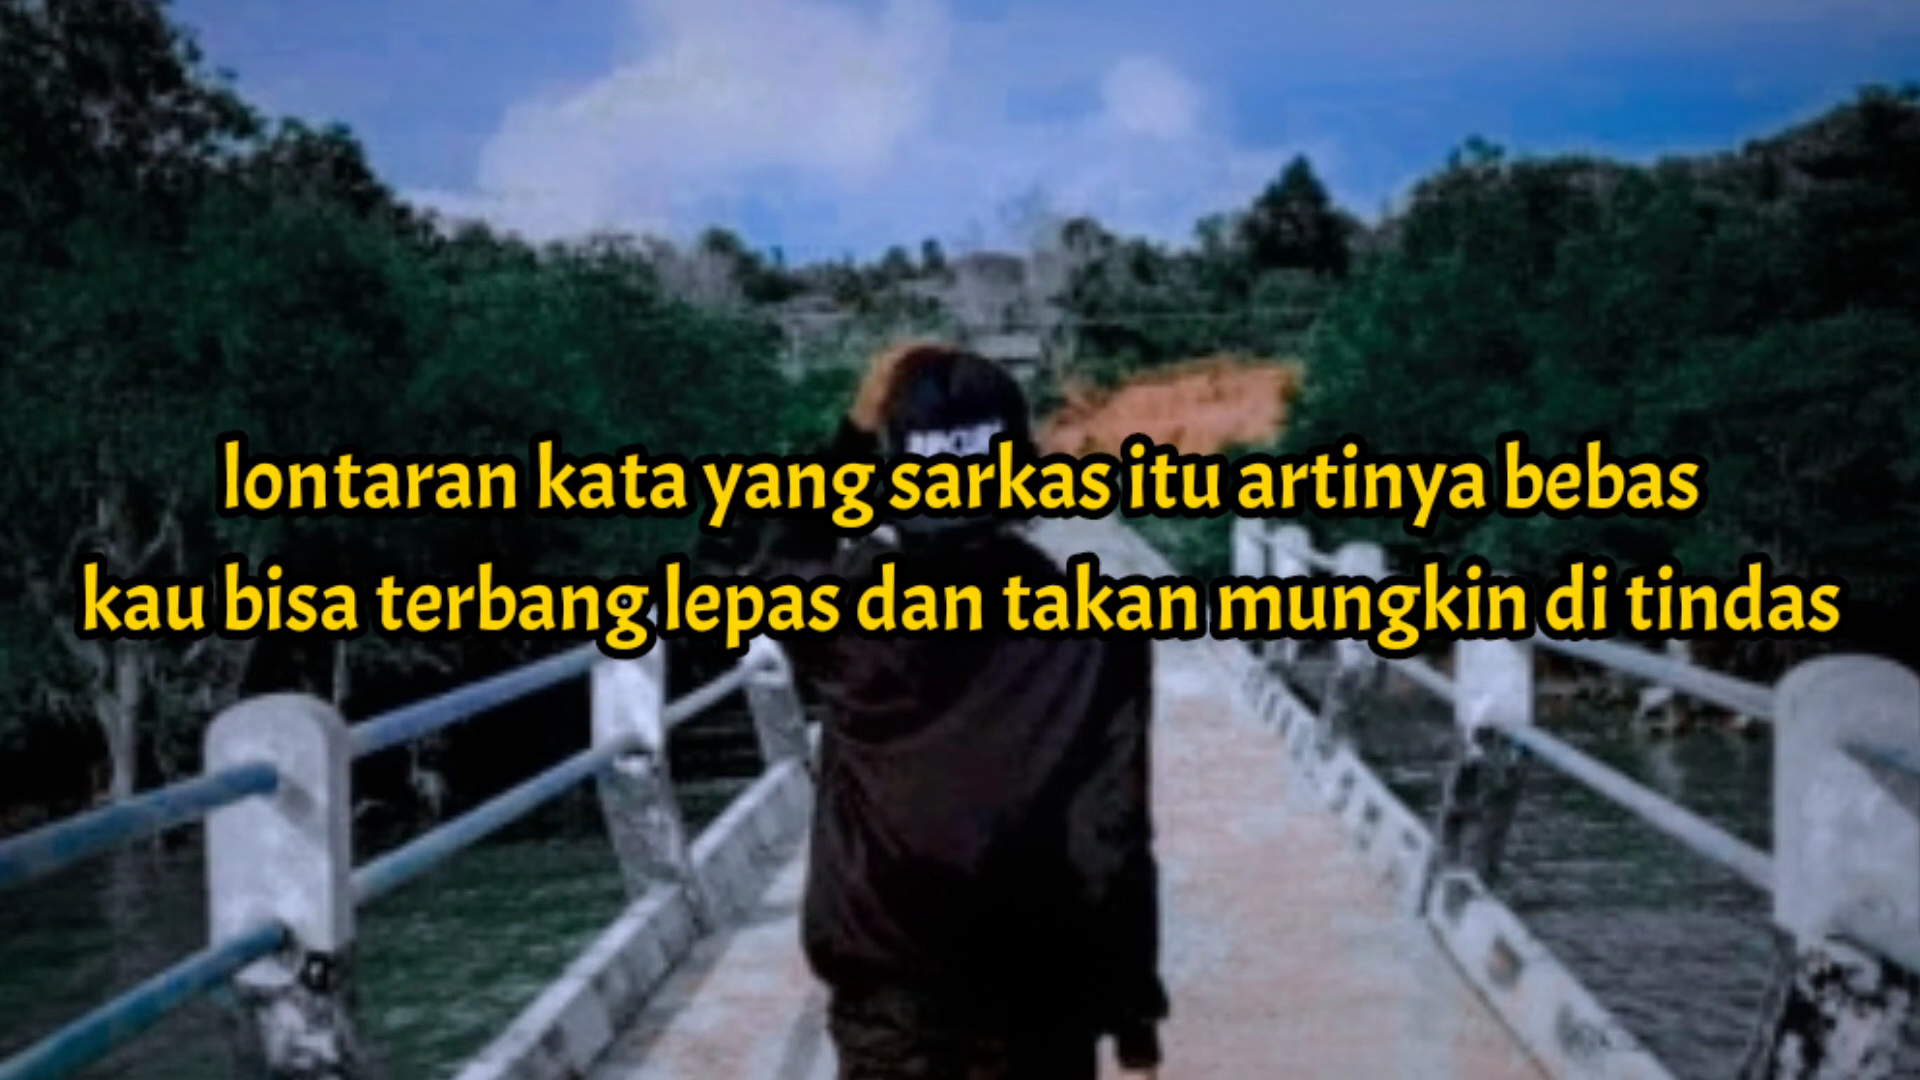 lontaran kata yang sarkas itu artinya bebas
kau bisa terbang lepas dan takan mungkin di tindas